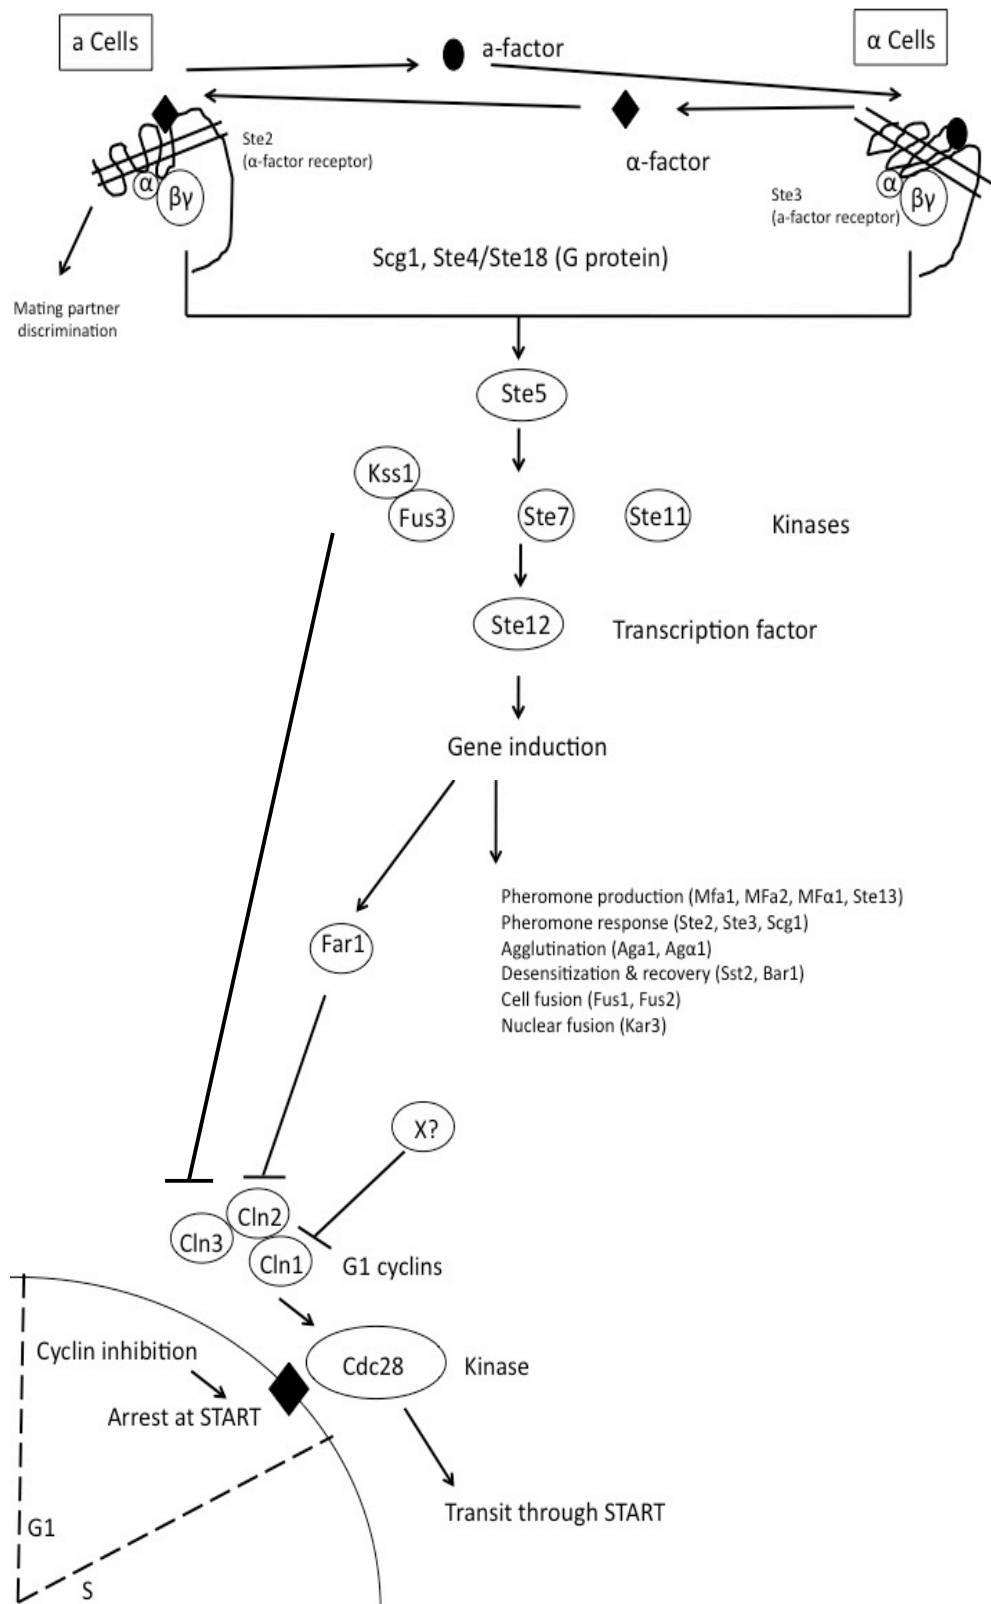 a Cells
a-factor
α Cells
Ste2
(α-factor receptor)
α-factor
α
βγ
Ste3
(a-factor receptor)
α
βγ
Scg1, Ste4/Ste18 (G protein)
Mating partner
discrimination
Ste5
Kss1
Fus3
Ste7
Ste11
Kinases
Ste12
Transcription factor
Gene induction
Pheromone production (Mfa1, MFa2, MFα1, Ste13)
Pheromone response (Ste2, Ste3, Scg1)
Agglutination (Aga1, Agα1)
Desensitization & recovery (Sst2, Bar1)
Cell fusion (Fus1, Fus2)
Nuclear fusion (Kar3)
Far1
X?
Cln2
Cln3
Cln1
G1 cyclins
Cyclin inhibition
Cdc28
Kinase
Arrest at START
Transit through START
G1
S